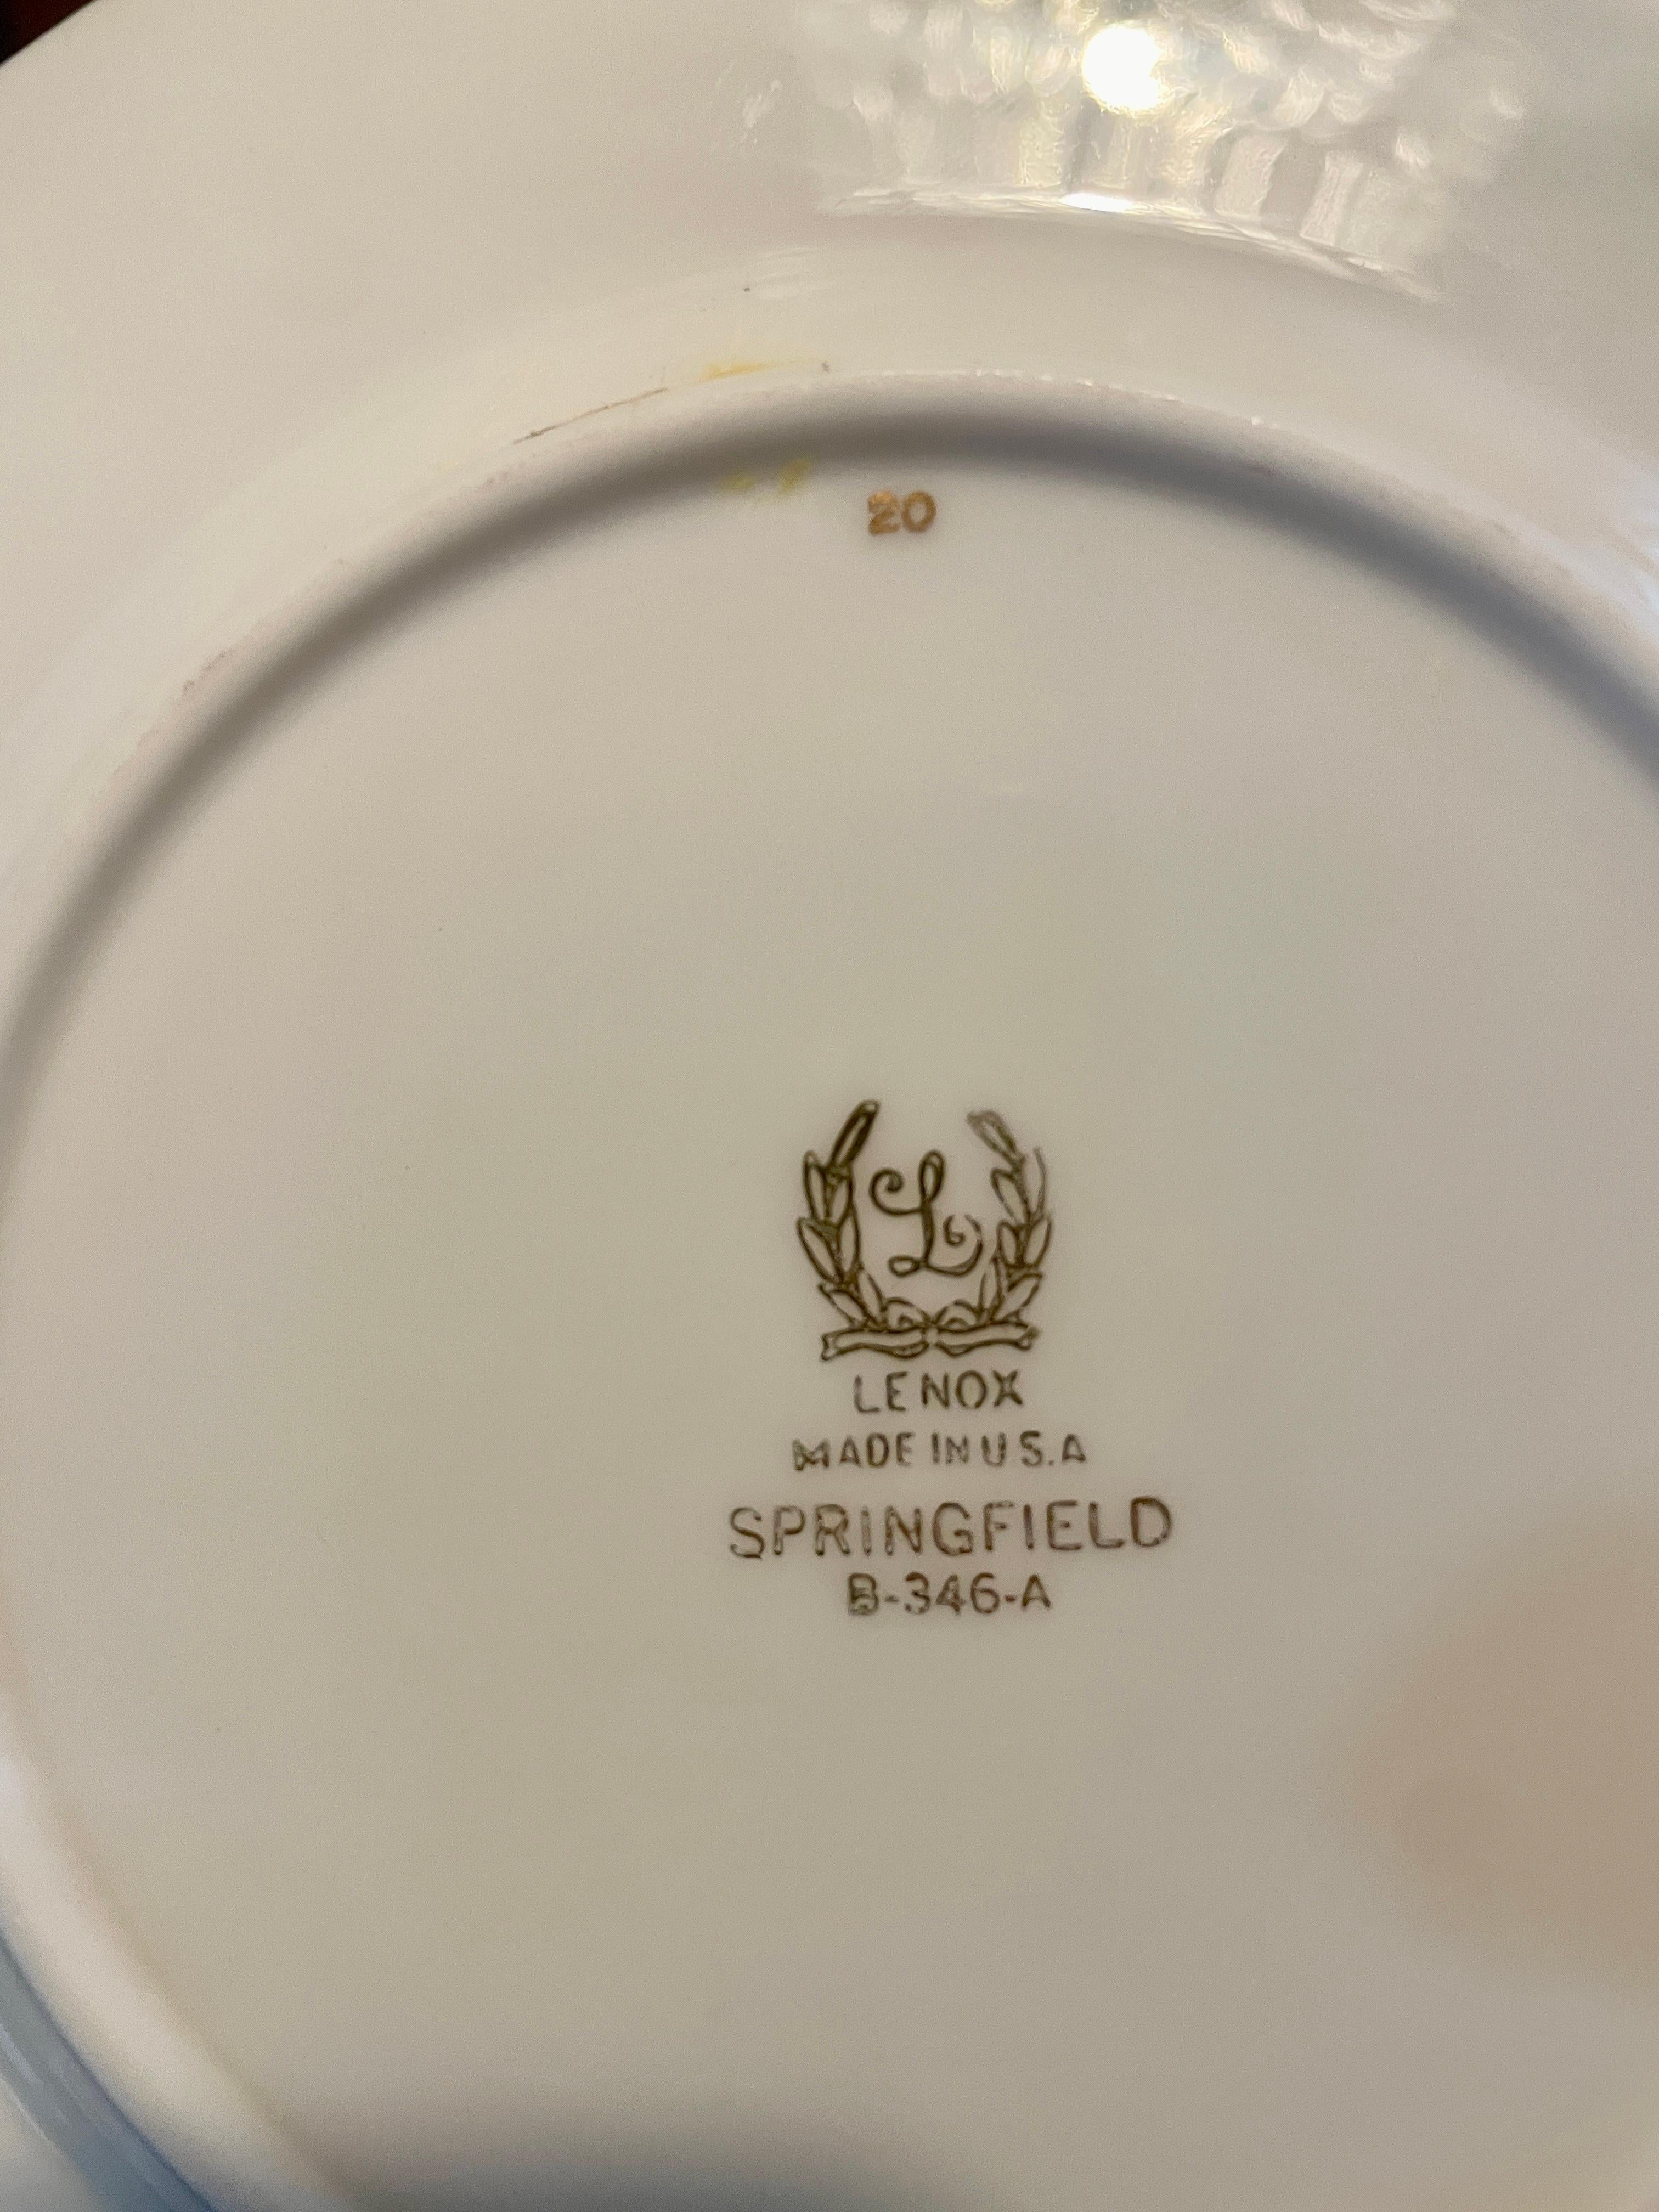 20
L
LENOX
MADE IN U.S.A
SPRINGFIELD
B-346-A